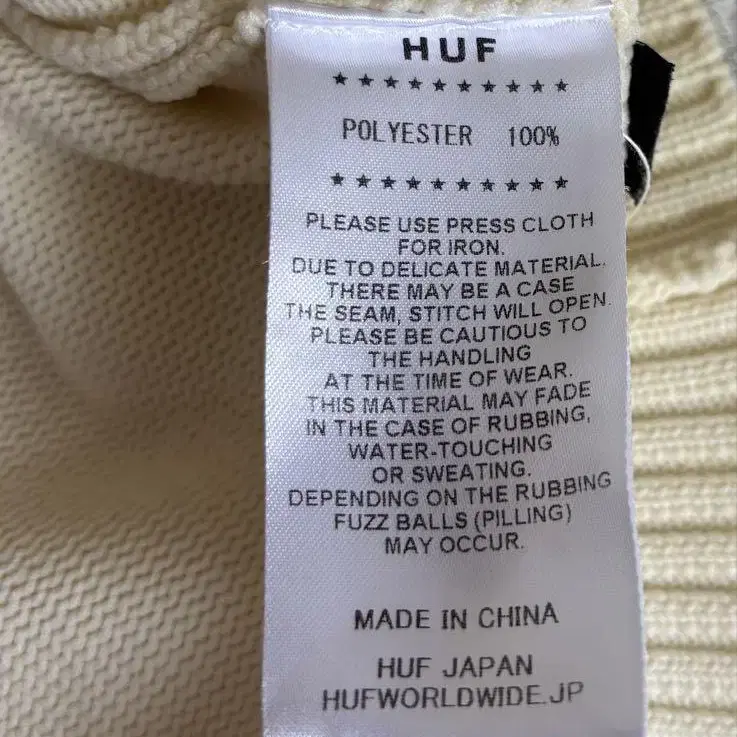 HUF
★★★★★★★★★★
POLYESTER 100%
★★★★★★★★★★
PLEASE USE PRESS CLOTH
FOR IRON.
DUE TO DELICATE MATERIAL.
THERE MAY BE A CASE
THE SEAM, STITCH WILL OPEN.
PLEASE BE CAUTIOUS TO
THE HANDLING
AT THE TIME OF WEAR.
THIS MATERIAL MAY FADE
IN THE CASE OF RUBBING,
WATER-TOUCHING
OR SWEATING.
DEPENDING ON THE RUBBING
FUZZ BALLS (PILLING)
MAY OCCUR.
MADE IN CHINA
HUF JAPAN
HUFWORLDWIDE.JP